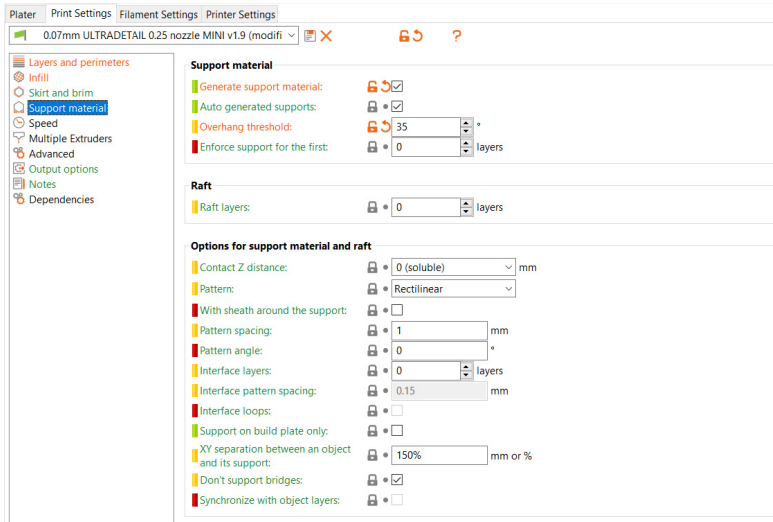 Plater Print Settings Filament Settings Printer Settings
0.07mm ULTRADETAIL 0.25 nozzle MINI v1.9 (modifi
?
Layers and perimeters
Infill
Skirt and brim
Support material
Speed
Multiple Extruders
Advanced
Output options
Notes
Dependencies
Support material
Generate support material:
Auto generated supports:
Overhang threshold: 35 °
Enforce support for the first: 0 layers
Raft
Raft layers: 0 layers
Options for support material and raft
Contact Z distance: 0 (soluble) mm
Pattern: Rectilinear
With sheath around the support:
Pattern spacing: 1 mm
Pattern angle: 0 °
Interface layers: 0 layers
Interface pattern spacing: 0.15 mm
Interface loops:
Support on build plate only:
XY separation between an object
and its support: 150% mm or %
Don't support bridges:
Synchronize with object layers: